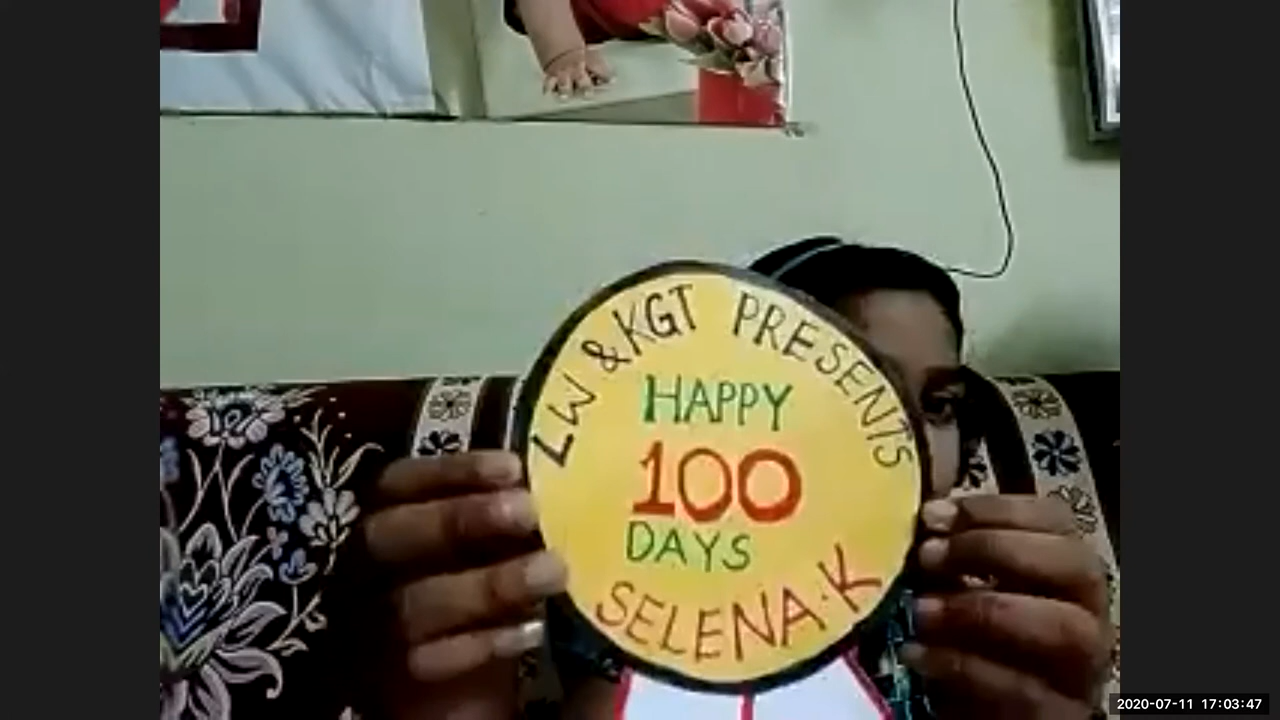 LW & KGT PRESENTS
HAPPY
100
DAYS
SELENA.K
2020-07-11 17:03:47